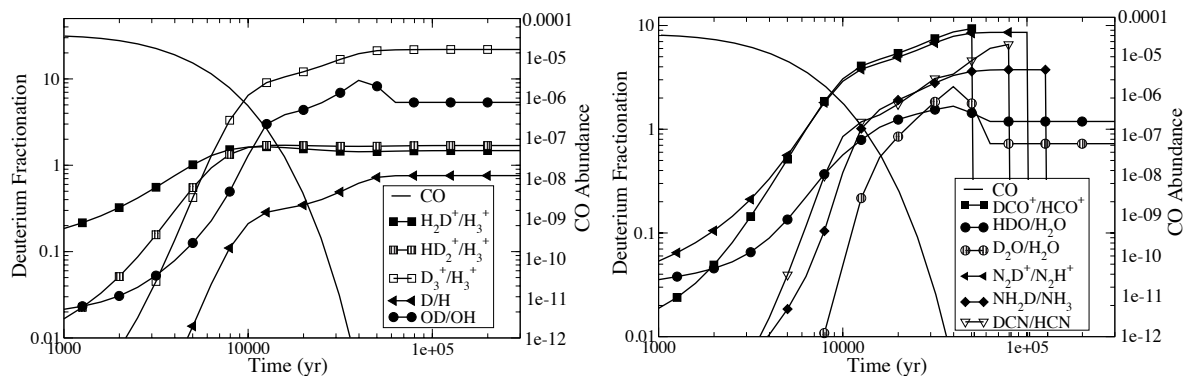 Deuterium Fractionation
10
1
0.1
0.01
1000
10000
1e+05
Time (yr)
0.0001
1e-05
1e-06
1e-07
1e-08
1e-09
1e-10
1e-11
1e-12
CO Abundance
CO
H₂D⁺/H₃⁺
HD₂⁺/H₃⁺
D₃⁺/H₃⁺
D/H
OD/OH
Deuterium Fractionation
10
1
0.1
0.01
1000
10000
1e+05
Time (yr)
0.0001
1e-05
1e-06
1e-07
1e-08
1e-09
1e-10
1e-11
1e-12
CO Abundance
CO
DCO⁺/HCO⁺
HDO/H₂O
D₂O/H₂O
N₂D⁺/N₂H⁺
NH₂D/NH₃
DCN/HCN